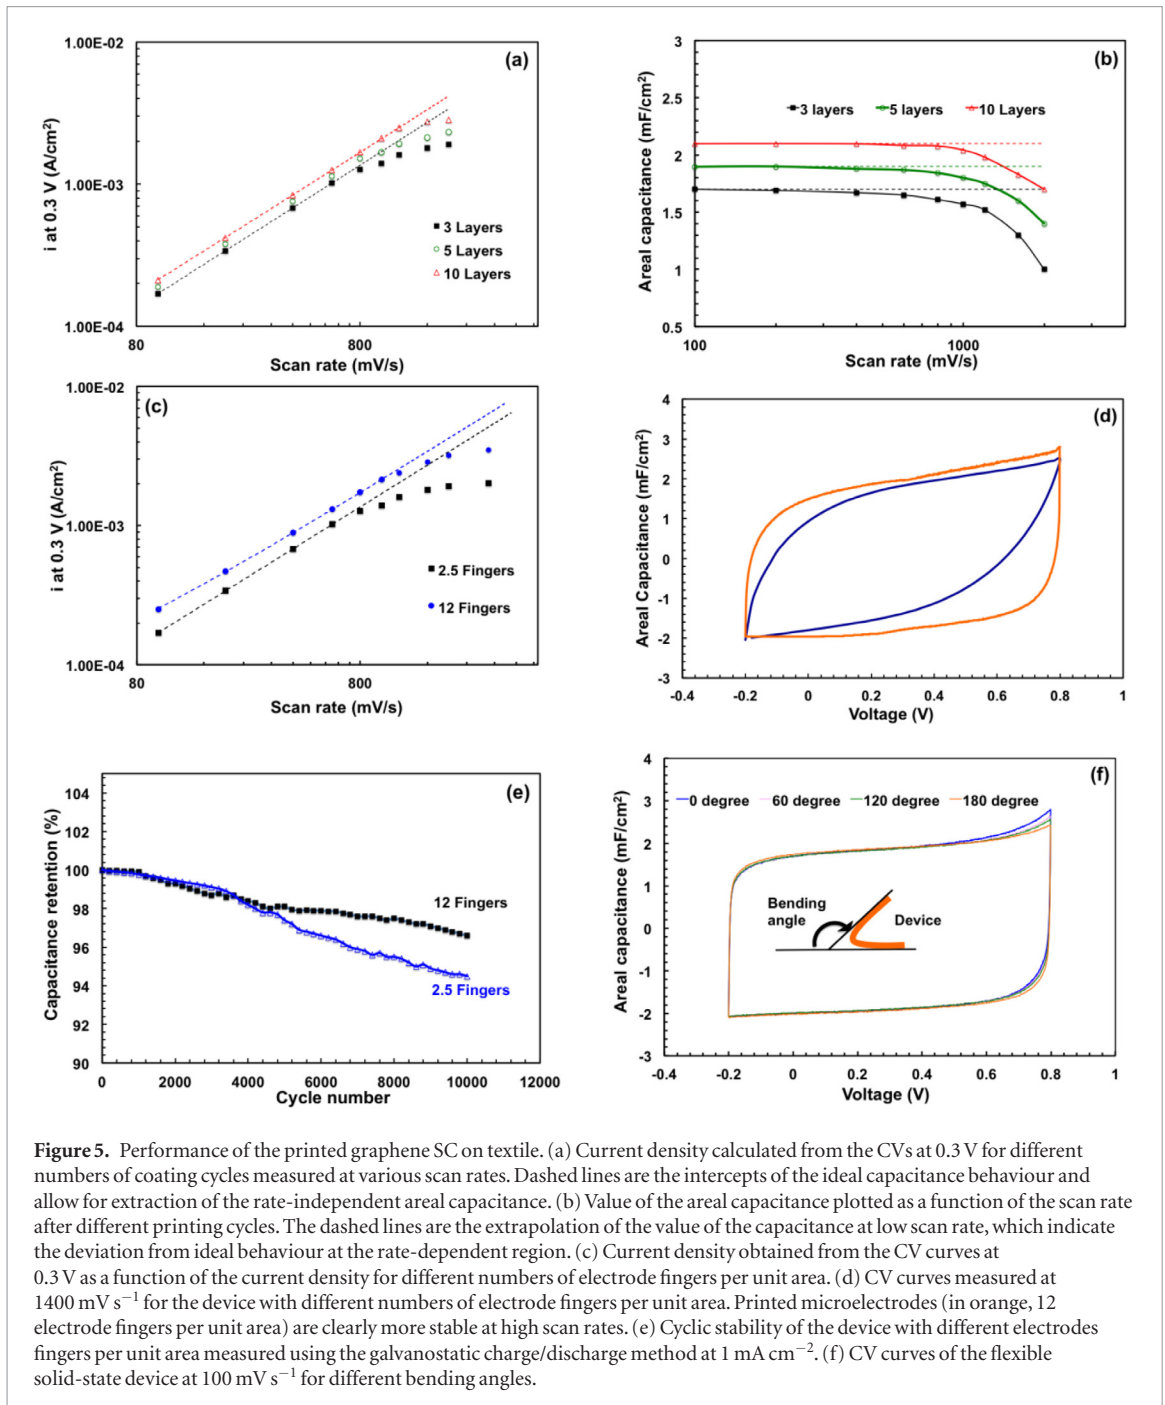 (a)
1.00E-02
1.00E-03
1.00E-04
80
800
i at 0.3 V (A/cm²)
Scan rate (mV/s)
3 Layers
5 Layers
10 Layers
(b)
3
2.5
2
1.5
1
0.5
100
1000
Areal capacitance (mF/cm²)
Scan rate (mV/s)
3 layers 5 layers 10 Layers
(c)
1.00E-02
1.00E-03
1.00E-04
80
800
i at 0.3 V (A/cm²)
Scan rate (mV/s)
2.5 Fingers
12 Fingers
(d)
4
3
2
1
0
-1
-2
-3
-0.4 -0.2 0 0.2 0.4 0.6 0.8 1
Areal Capacitance (mF/cm²)
Voltage (V)
(e)
104
102
100
98
96
94
92
90
0 2000 4000 6000 8000 10000 12000
Capacitance retention (%)
Cycle number
12 Fingers
2.5 Fingers
(f)
4
3
2
1
0
-1
-2
-3
-0.4 -0.2 0 0.2 0.4 0.6 0.8 1
Areal capacitance (mF/cm²)
Voltage (V)
0 degree 60 degree 120 degree 180 degree
Bending
angle
Device
Figure 5. Performance of the printed graphene SC on textile. (a) Current density calculated from the CVs at 0.3 V for different
numbers of coating cycles measured at various scan rates. Dashed lines are the intercepts of the ideal capacitance behaviour and
allow for extraction of the rate-independent areal capacitance. (b) Value of the areal capacitance plotted as a function of the scan rate
after different printing cycles. The dashed lines are the extrapolation of the value of the capacitance at low scan rate, which indicate
the deviation from ideal behaviour at the rate-dependent region. (c) Current density obtained from the CV curves at
0.3 V as a function of the current density for different numbers of electrode fingers per unit area. (d) CV curves measured at
1400 mV s⁻¹ for the device with different numbers of electrode fingers per unit area. Printed microelectrodes (in orange, 12
electrode fingers per unit area) are clearly more stable at high scan rates. (e) Cyclic stability of the device with different electrodes
fingers per unit area measured using the galvanostatic charge/discharge method at 1 mA cm⁻². (f) CV curves of the flexible
solid-state device at 100 mV s⁻¹ for different bending angles.